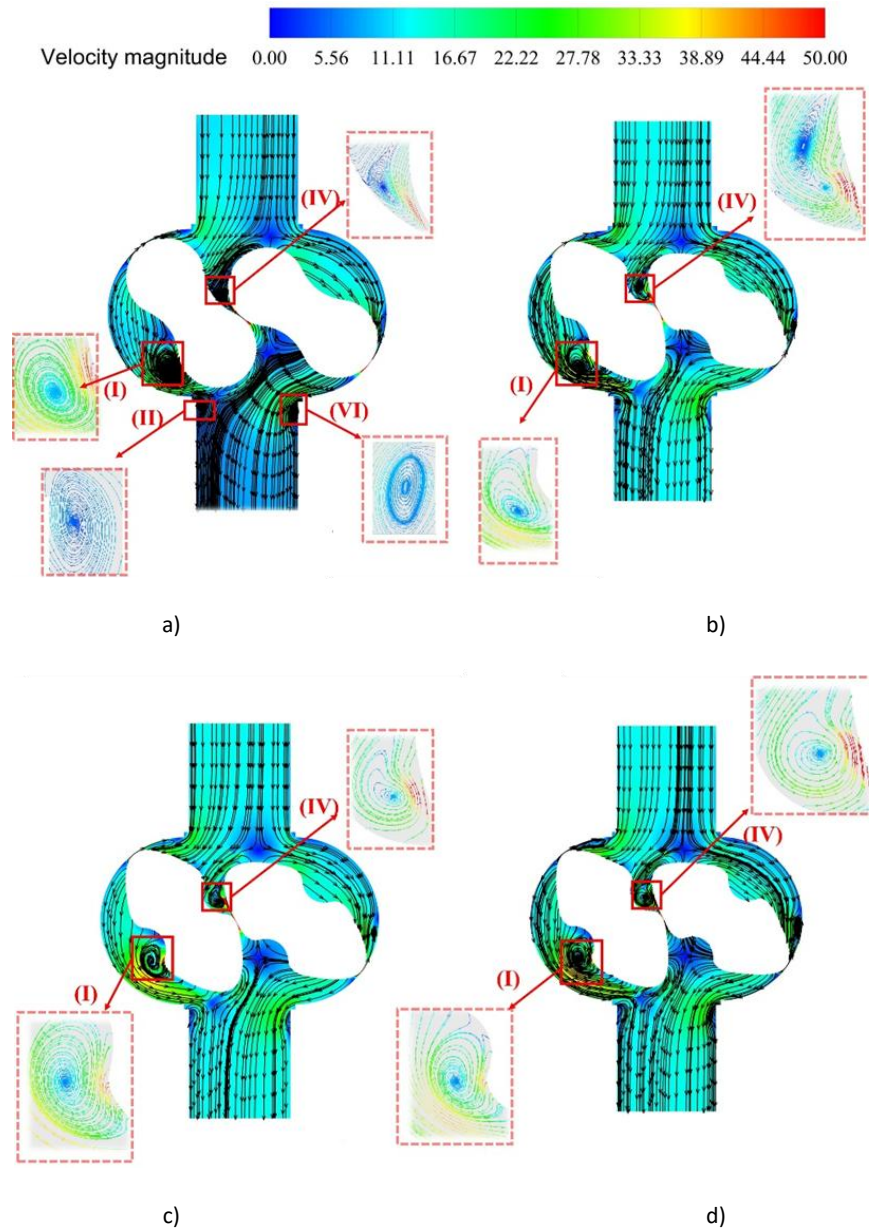 Velocity magnitude 0.00 5.56 11.11 16.67 22.22 27.78 33.33 38.89 44.44 50.00
(IV)
(I)
(II)
(VI)
(IV)
(I)
a)
b)
(IV)
(I)
(IV)
(I)
c)
d)